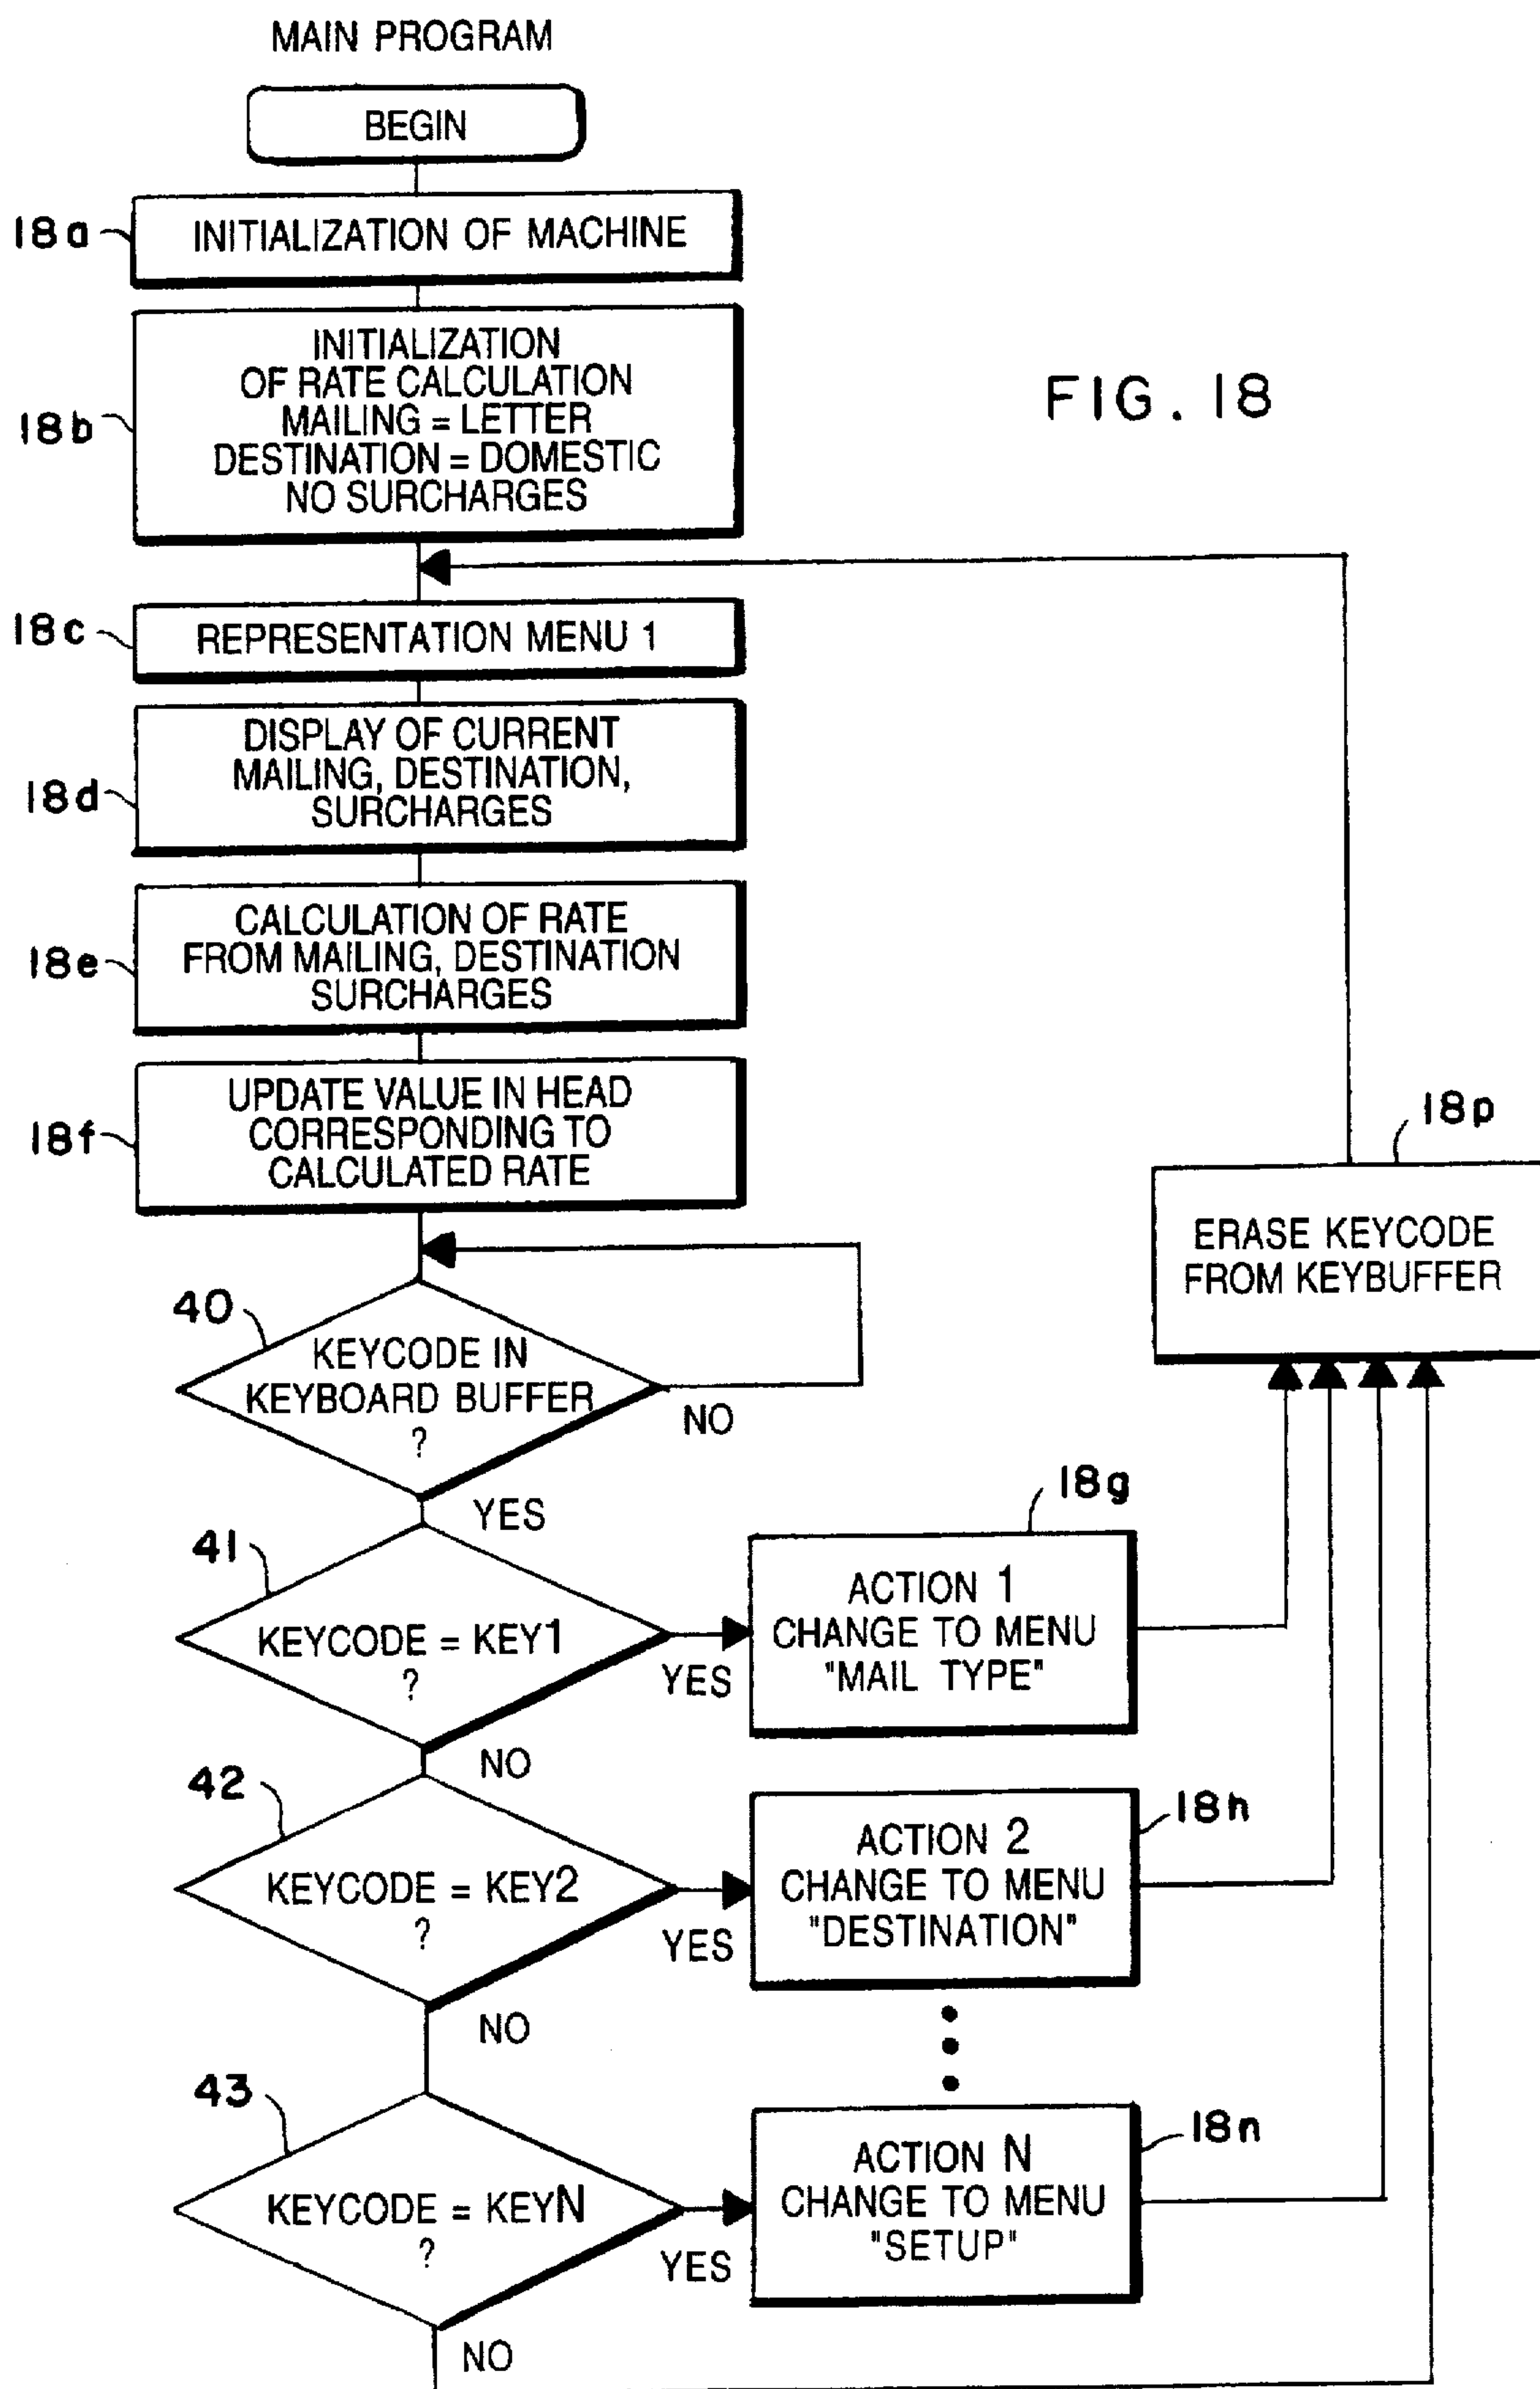 MAIN PROGRAM
BEGIN
18a
INITIALIZATION OF MACHINE
18b
INITIALIZATION
OF RATE CALCULATION
MAILING = LETTER
DESTINATION = DOMESTIC
NO SURCHARGES
FIG. 18
18c
REPRESENTATION MENU 1
18d
DISPLAY OF CURRENT
MAILING, DESTINATION,
SURCHARGES
18e
CALCULATION OF RATE
FROM MAILING, DESTINATION
SURCHARGES
18f
UPDATE VALUE IN HEAD
CORRESPONDING TO
CALCULATED RATE
18p
ERASE KEYCODE
FROM KEYBUFFER
40
KEYCODE IN
KEYBOARD BUFFER
?
NO
YES
41
KEYCODE = KEY1
?
YES
NO
18g
ACTION 1
CHANGE TO MENU
"MAIL TYPE"
42
KEYCODE = KEY2
?
YES
NO
18h
ACTION 2
CHANGE TO MENU
"DESTINATION"
43
KEYCODE = KEYN
?
YES
NO
18n
ACTION N
CHANGE TO MENU
"SETUP"